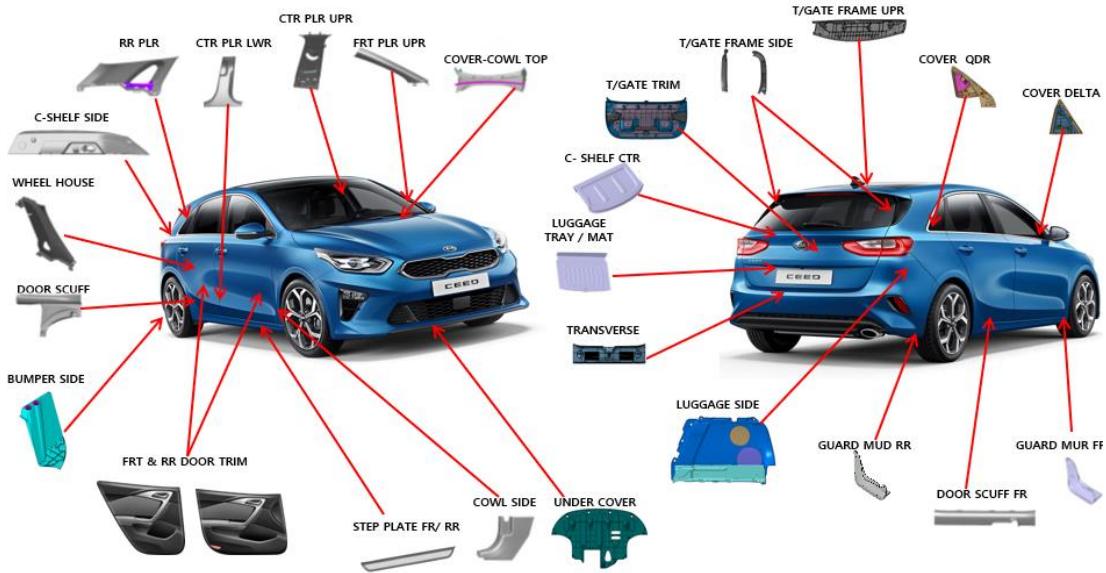 CTR PLR UPR
RR PLR
CTR PLR LWR
FRT PLR UPR
COVER-COWL TOP
C-SHELF SIDE
WHEEL HOUSE
DOOR SCUFF
BUMPER SIDE
FRT & RR DOOR TRIM
STEP PLATE FR/ RR
COWL SIDE
UNDER COVER
CEED
T/GATE FRAME UPR
T/GATE FRAME SIDE
COVER QDR
T/GATE TRIM
COVER DELTA
C- SHELF CTR
LUGGAGE
TRAY / MAT
CEED
TRANSVERSE
LUGGAGE SIDE
GUARD MUD RR
GUARD MUR FR
DOOR SCUFF FR